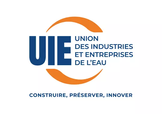 UIE
UNION
DES INDUSTRIES
ET ENTREPRISES
DE L'EAU
CONSTRUIRE, PRÉSERVER, INNOVER